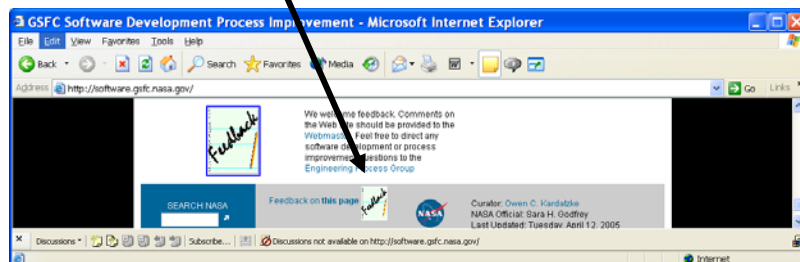 GSFC Software Development Process Improvement - Microsoft Internet Explorer
File Edit View Favorites Tools Help
Back Search Favorites Media W
Address http://software.gsfc.nasa.gov/ Go Links
Feedback
We welcome feedback. Comments on
the Web site should be provided to the
Webmaster. Feel free to direct any
software development or process
improvement questions to the
Engineering Process Group
SEARCH NASA
Feedback on this page Feedback
NASA
Curator: Owen C. Kardatzke
NASA Official: Sara H. Godfrey
Last Updated: Tuesday, April 12, 2005
Discussions Subscribe... Discussions not available on http://software.gsfc.nasa.gov/
Internet